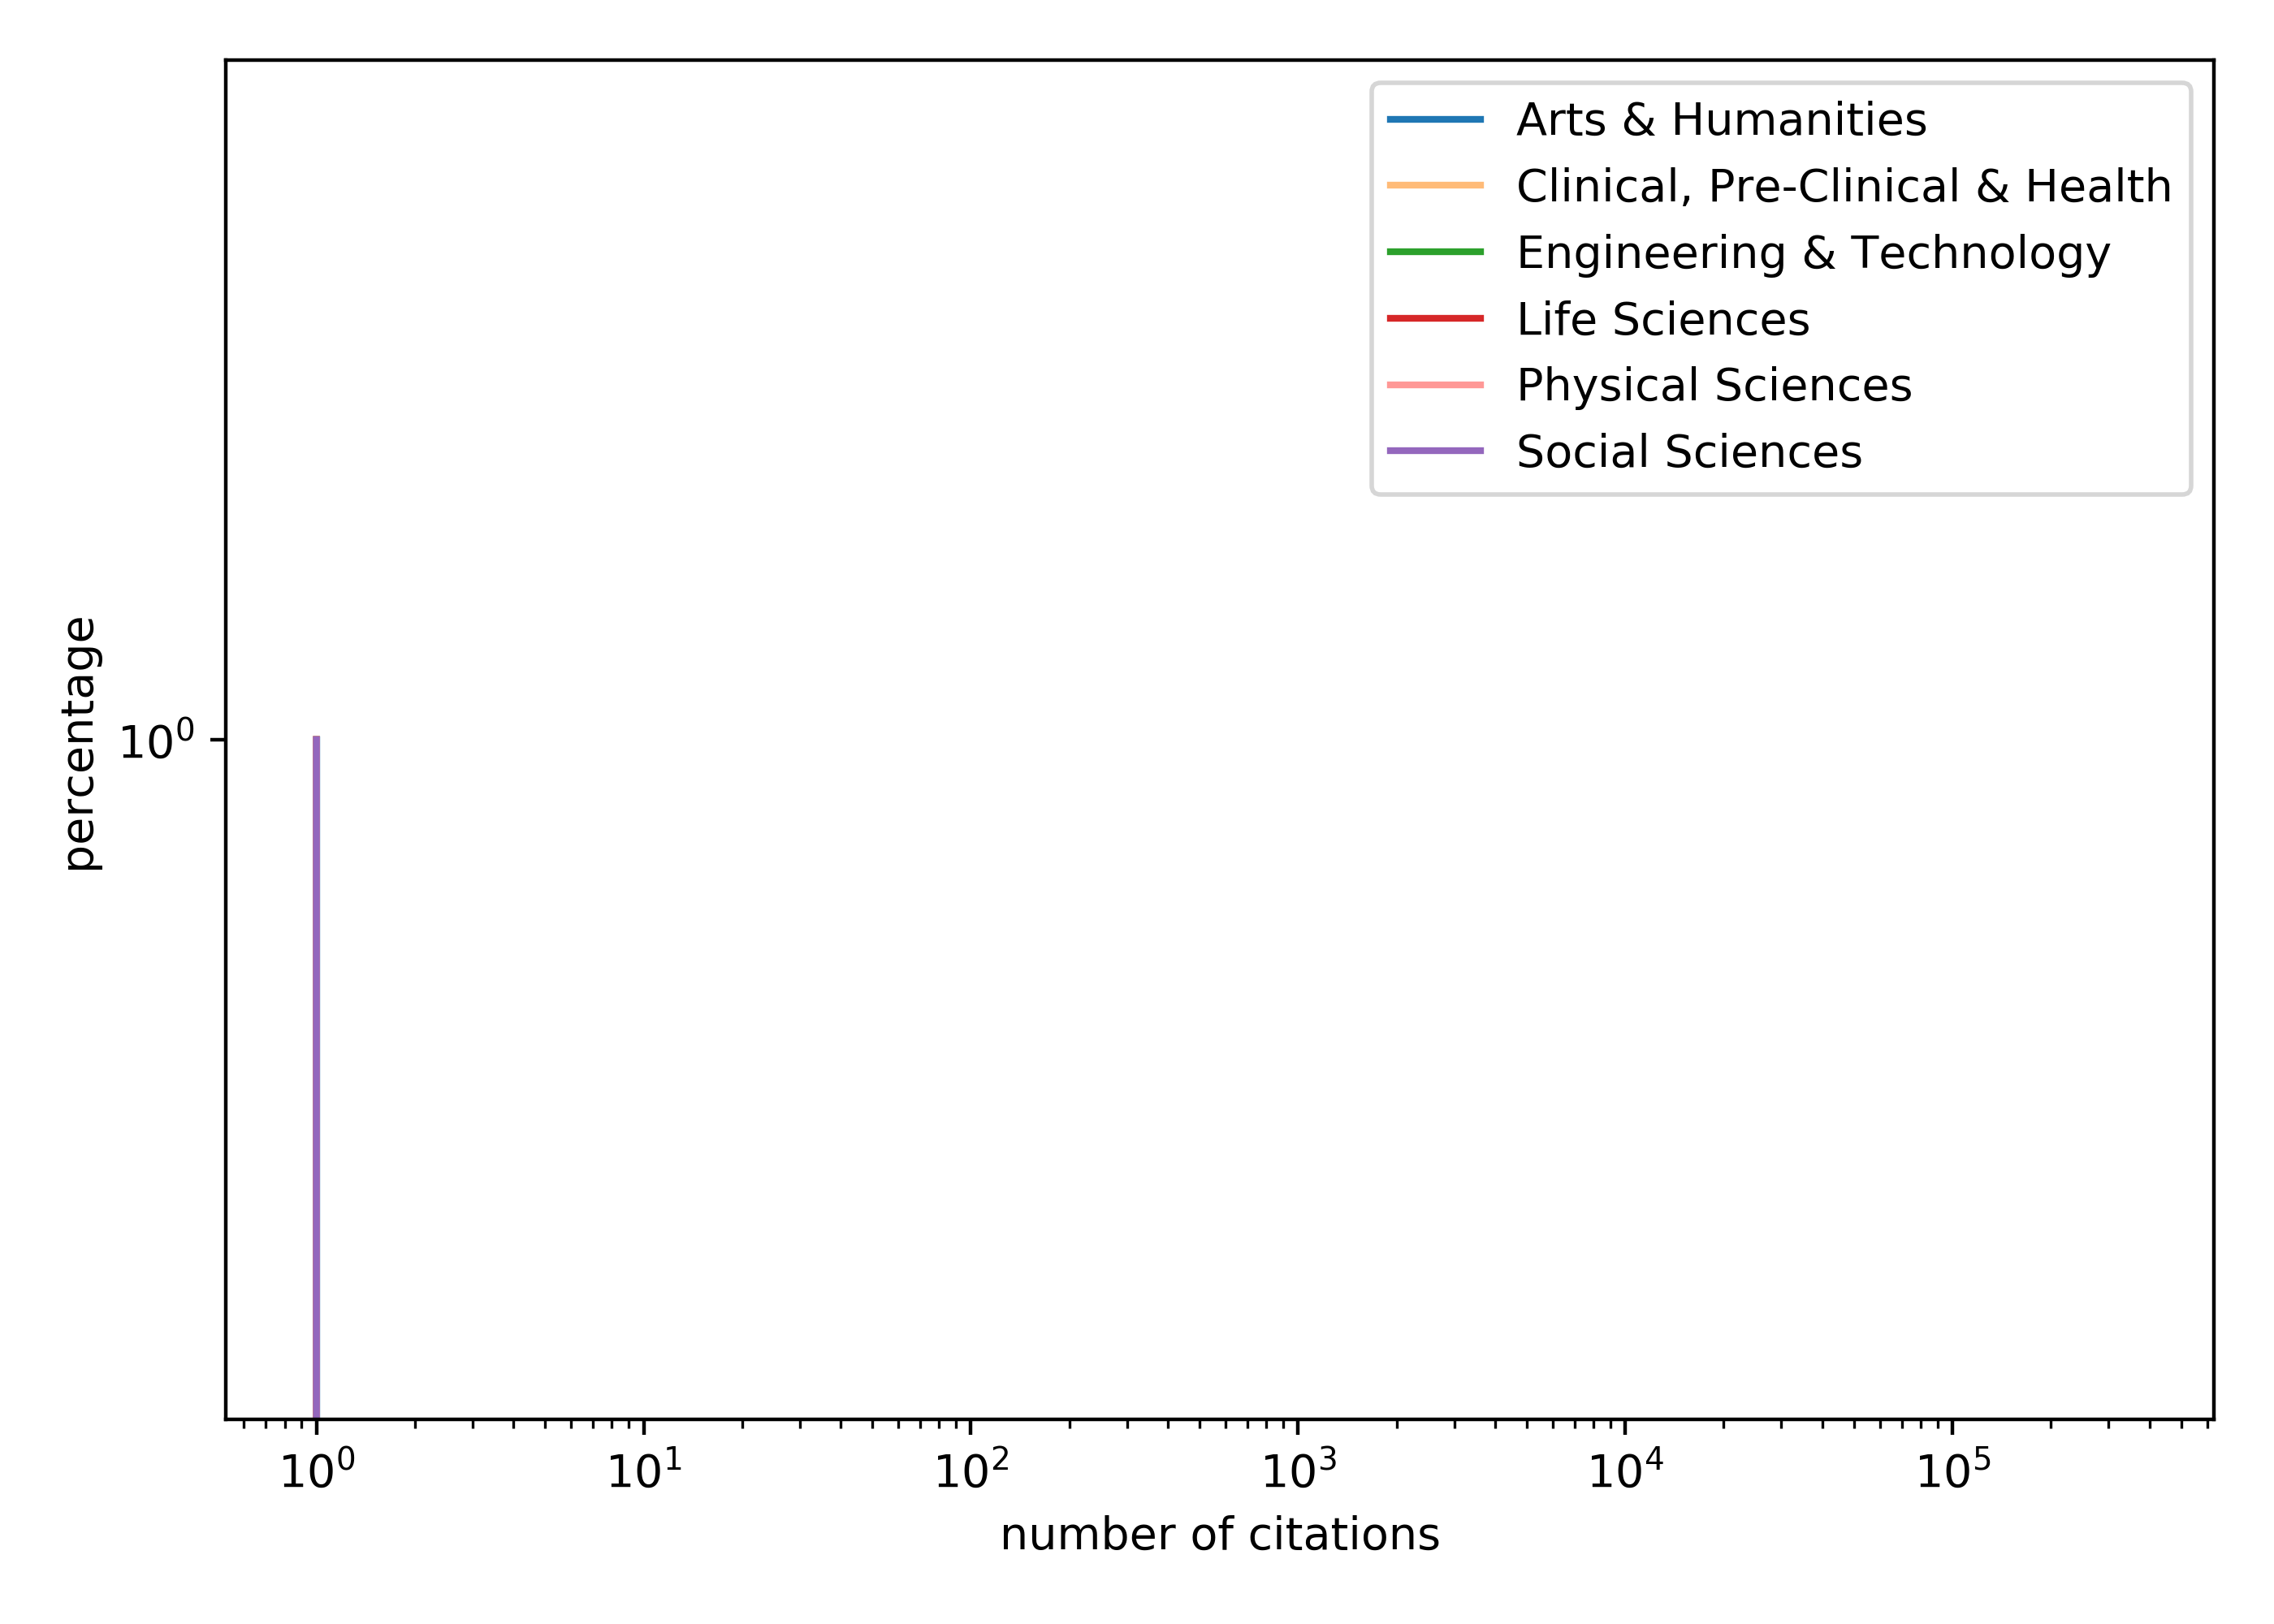 Arts & Humanities
Clinical, Pre-Clinical & Health
Engineering & Technology
Life Sciences
Physical Sciences
Social Sciences
percentage
10⁰
10⁰ 10¹ 10² 10³ 10⁴ 10⁵
number of citations